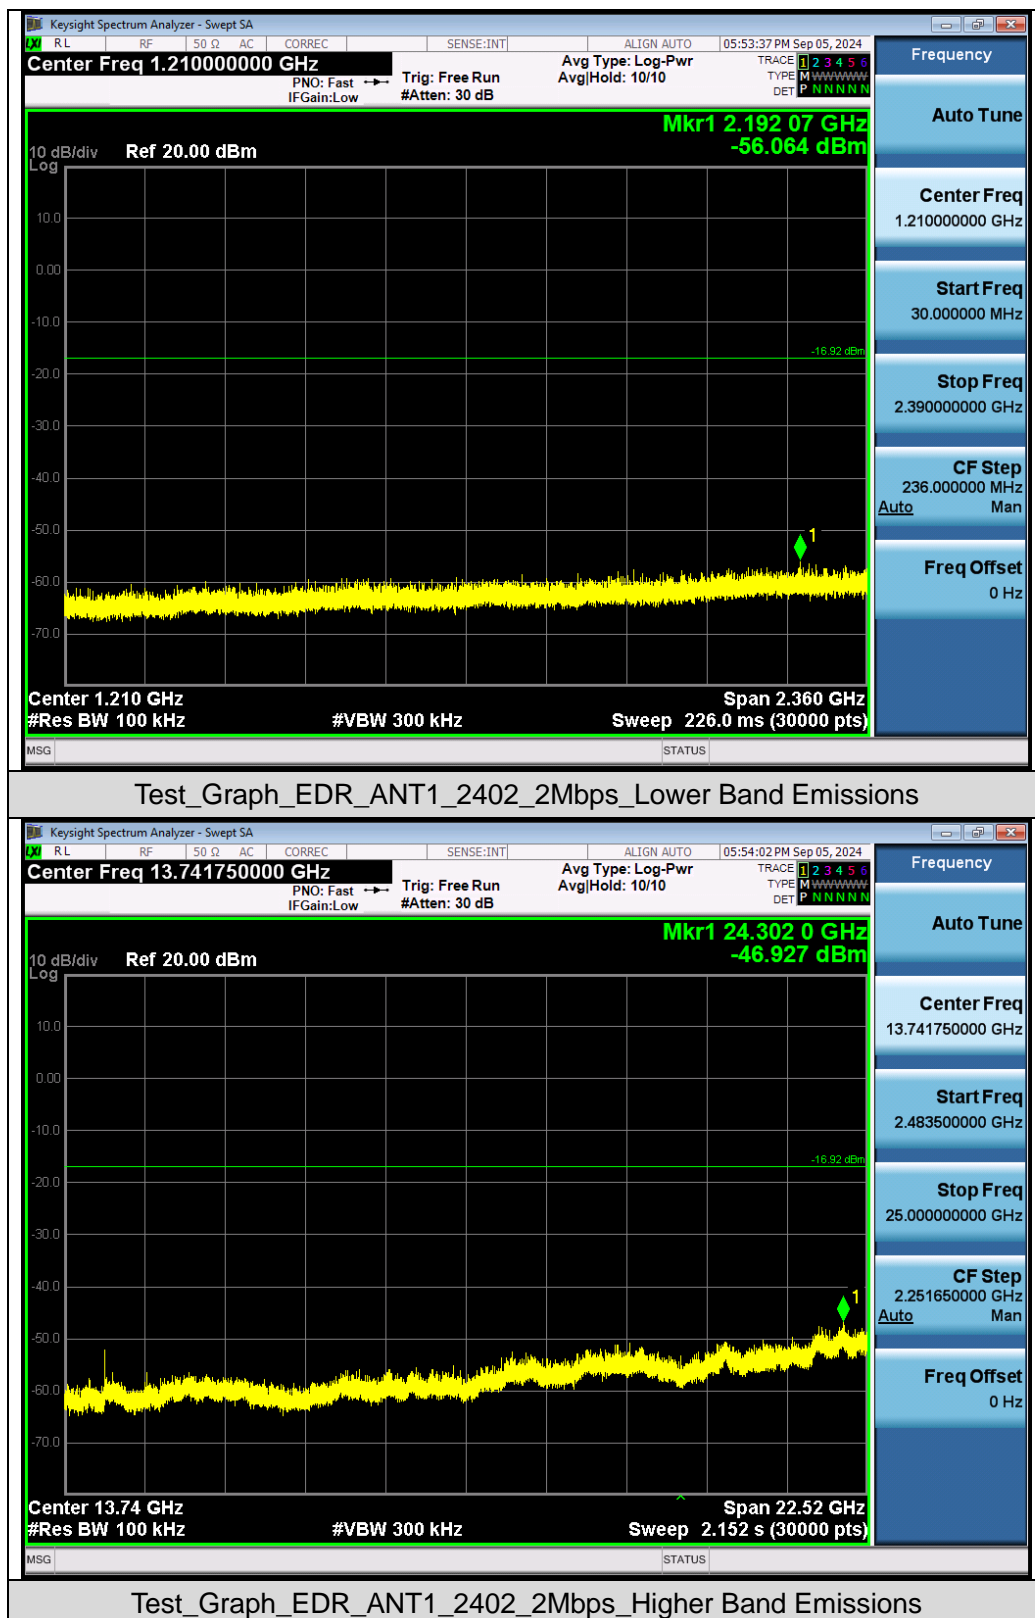 Keysight Spectrum Analyzer - Swept SA
LXI RL RF 50 Ω AC CORREC SENSE:INT ALIGN AUTO 05:53:37 PM Sep 05, 2024
Center Freq 1.210000000 GHz
PNO: Fast
IFGain:Low
Trig: Free Run
#Atten: 30 dB
Avg Type: Log-Pwr
Avg|Hold: 10/10
TRACE 1 2 3 4 5 6
TYPE M WWWWW
DET P N N N N N
Frequency
Auto Tune
Center Freq
1.210000000 GHz
Start Freq
30.000000 MHz
Stop Freq
2.390000000 GHz
CF Step
236.000000 MHz
Auto Man
Freq Offset
0 Hz
Mkr1 2.192 07 GHz
-56.064 dBm
10 dB/div Ref 20.00 dBm
Log
10.0
0.00
-10.0
-16.92 dBm
-20.0
-30.0
-40.0
-50.0
1
-60.0
-70.0
Center 1.210 GHz Span 2.360 GHz
#Res BW 100 kHz #VBW 300 kHz Sweep 226.0 ms (30000 pts)
MSG STATUS
Test_Graph_EDR_ANT1_2402_2Mbps_Lower Band Emissions
Keysight Spectrum Analyzer - Swept SA
LXI RL RF 50 Ω AC CORREC SENSE:INT ALIGN AUTO 05:54:02 PM Sep 05, 2024
Center Freq 13.741750000 GHz
PNO: Fast
IFGain:Low
Trig: Free Run
#Atten: 30 dB
Avg Type: Log-Pwr
Avg|Hold: 10/10
TRACE 1 2 3 4 5 6
TYPE M WWWWW
DET P N N N N N
Frequency
Auto Tune
Center Freq
13.741750000 GHz
Start Freq
2.483500000 GHz
Stop Freq
25.000000000 GHz
CF Step
2.251650000 GHz
Auto Man
Freq Offset
0 Hz
Mkr1 24.302 0 GHz
-46.927 dBm
10 dB/div Ref 20.00 dBm
Log
10.0
0.00
-10.0
-16.92 dBm
-20.0
-30.0
-40.0
1
-50.0
-60.0
-70.0
Center 13.74 GHz Span 22.52 GHz
#Res BW 100 kHz #VBW 300 kHz Sweep 2.152 s (30000 pts)
MSG STATUS
Test_Graph_EDR_ANT1_2402_2Mbps_Higher Band Emissions